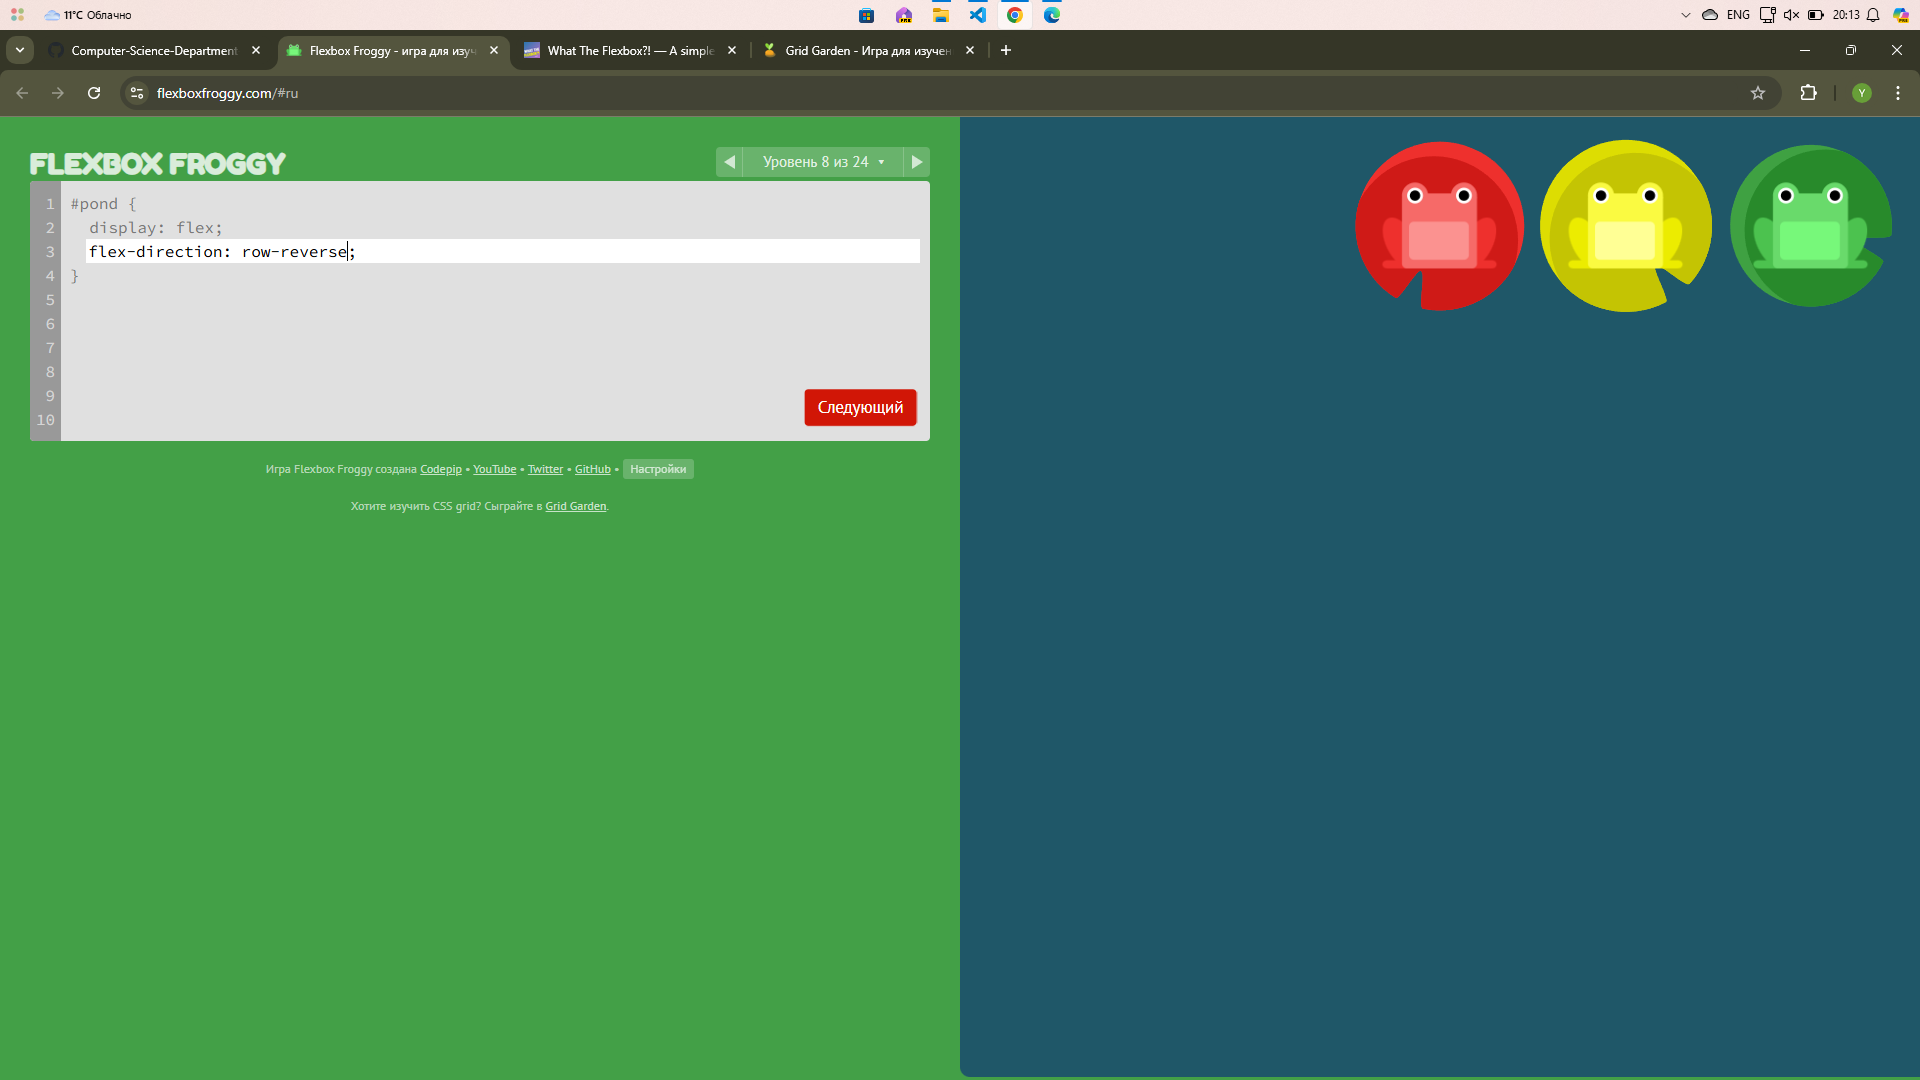 11°C Облачно
ENG
20:13
Computer-Science-Department
Flexbox Froggy - игра для изуч
What The Flexbox?! — A simple
Grid Garden - Игра для изучен
flexboxfroggy.com/#ru
Y
FLEXBOX FROGGY
Уровень 8 из 24
1 #pond {
2 display: flex;
3 flex-direction: row-reverse;
4 }
5
6
7
8
9
10
Следующий
Игра Flexbox Froggy создана Codepip • YouTube • Twitter • GitHub • Настройки
Хотите изучить CSS grid? Сыграйте в Grid Garden.